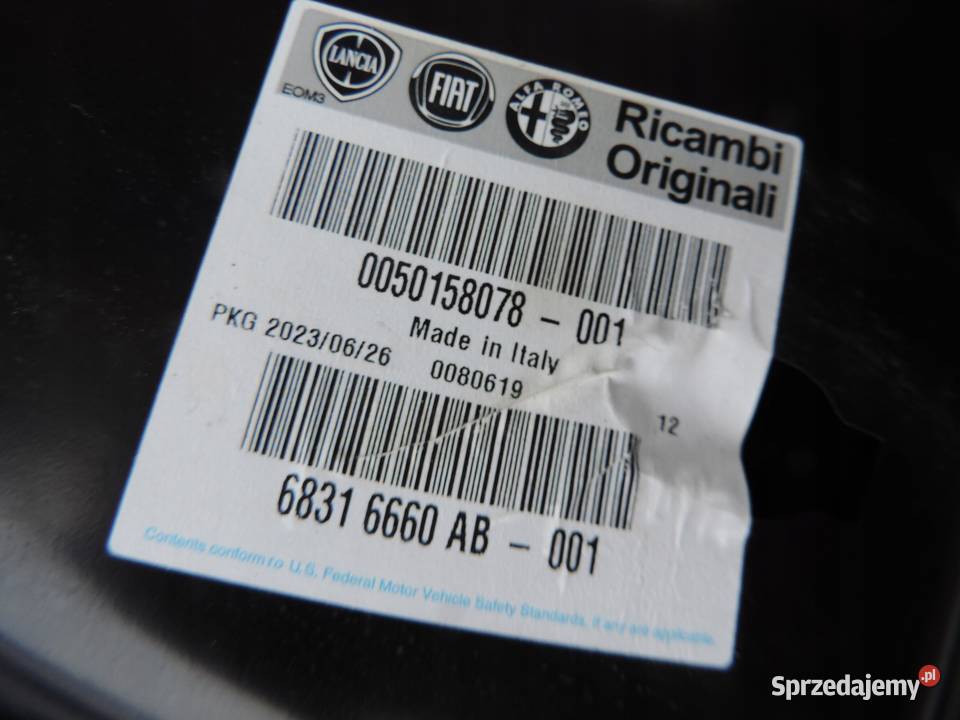 LANCIA
FIAT
ALFA ROMEO
EOM3
Ricambi
Originali
0050158078 - 001
Made in Italy
PKG 2023/06/26
0080619
12
6831 6660 AB - 001
Contents conform ro U.S. Federal Motor Vehicle Safety Standards, if any are applicable.
Sprzedajemy.pl